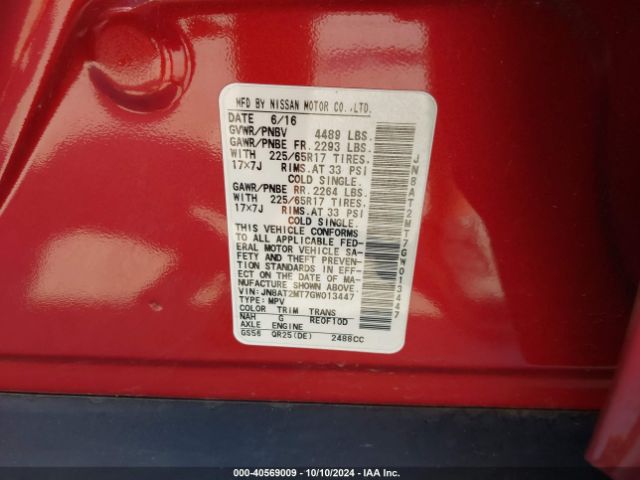 MFD BY NISSAN MOTOR CO.,LTD.
DATE 6/16
GVWR/PNBV 4489 LBS.
GAWR/PNBE FR. 2293 LBS.
WITH 225/65R17 TIRES.
17×7J RIMS.AT 33 PSI
COLD SINGLE.
GAWR/PNBE RR. 2264 LBS.
WITH 225/65R17 TIRES.
17×7J RIMS.AT 33 PSI
COLD SINGLE.
THIS VEHICLE CONFORMS
TO ALL APPLICABLE FED-
ERAL MOTOR VEHICLE SA-
FETY AND THEFT PREVEN-
TION STANDARDS IN EFF-
ECT ON THE DATE OF MA-
NUFACTURE SHOWN ABOVE.
VIN: JN8AT2MT7GW013447
TYPE: MPV
COLOR TRIM TRANS
NAH G RE0F10D
AXLE ENGINE
GS56 QR25(DE) 2488CC
JN8AT2MT7GW013447
000-40569009 - 10/10/2024 - IAA Inc.